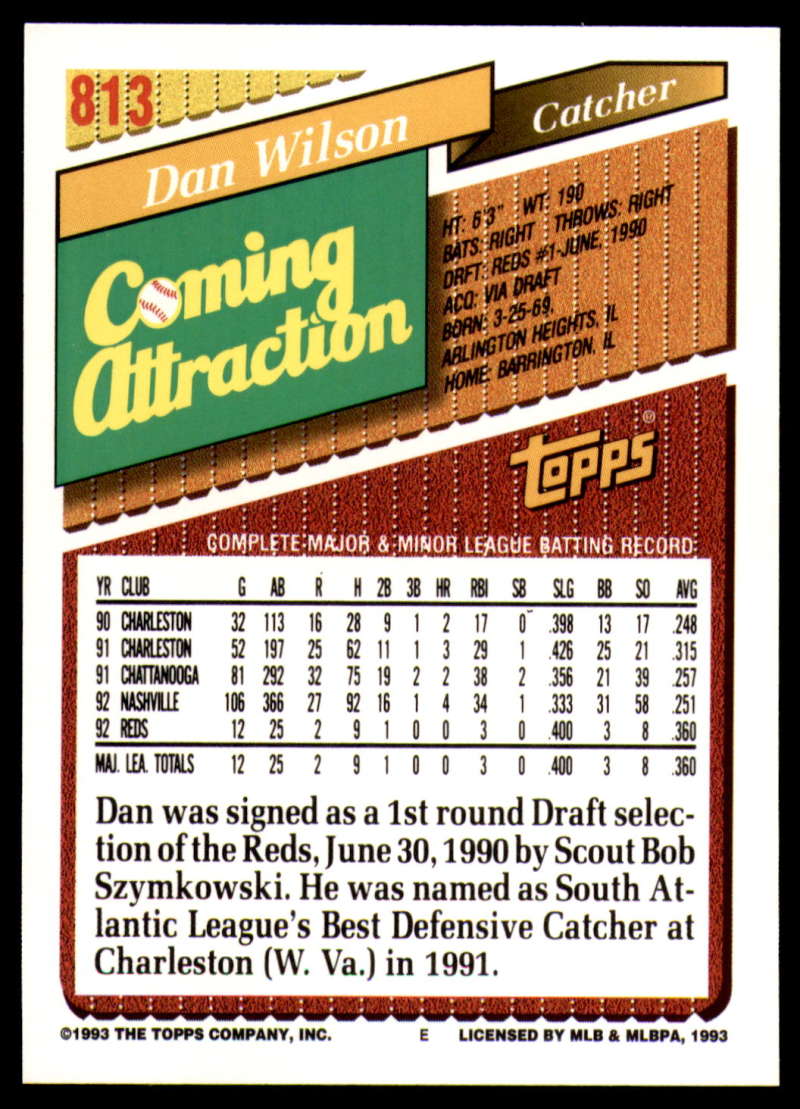 813
Dan Wilson
Catcher
Coming
Attraction
HT: 6'3" WT: 190
BATS: RIGHT THROWS: RIGHT
DRFT: REDS #1-JUNE, 1990
ACQ: VIA DRAFT
BORN: 3-25-69,
ARLINGTON HEIGHTS, IL
HOME: BARRINGTON, IL
TOPPS®
COMPLETE MAJOR & MINOR LEAGUE BATTING RECORD
YR CLUB G AB R H 2B 3B HR RBI SB SLG BB SO AVG
90 CHARLESTON 32 113 16 28 9 1 2 17 0 .398 13 17 .248
91 CHARLESTON 52 197 25 62 11 1 3 29 1 .426 25 21 .315
91 CHATTANOOGA 81 292 32 75 19 2 2 38 2 .356 21 39 .257
92 NASHVILLE 106 366 27 92 16 1 4 34 1 .333 31 58 .251
92 REDS 12 25 2 9 1 0 0 3 0 .400 3 8 .360
MAJ. LEA. TOTALS 12 25 2 9 1 0 0 3 0 .400 3 8 .360
Dan was signed as a 1st round Draft selec-
tion of the Reds, June 30, 1990 by Scout Bob
Szymkowski. He was named as South At-
lantic League's Best Defensive Catcher at
Charleston (W. Va.) in 1991.
©1993 THE TOPPS COMPANY, INC. E LICENSED BY MLB & MLBPA, 1993